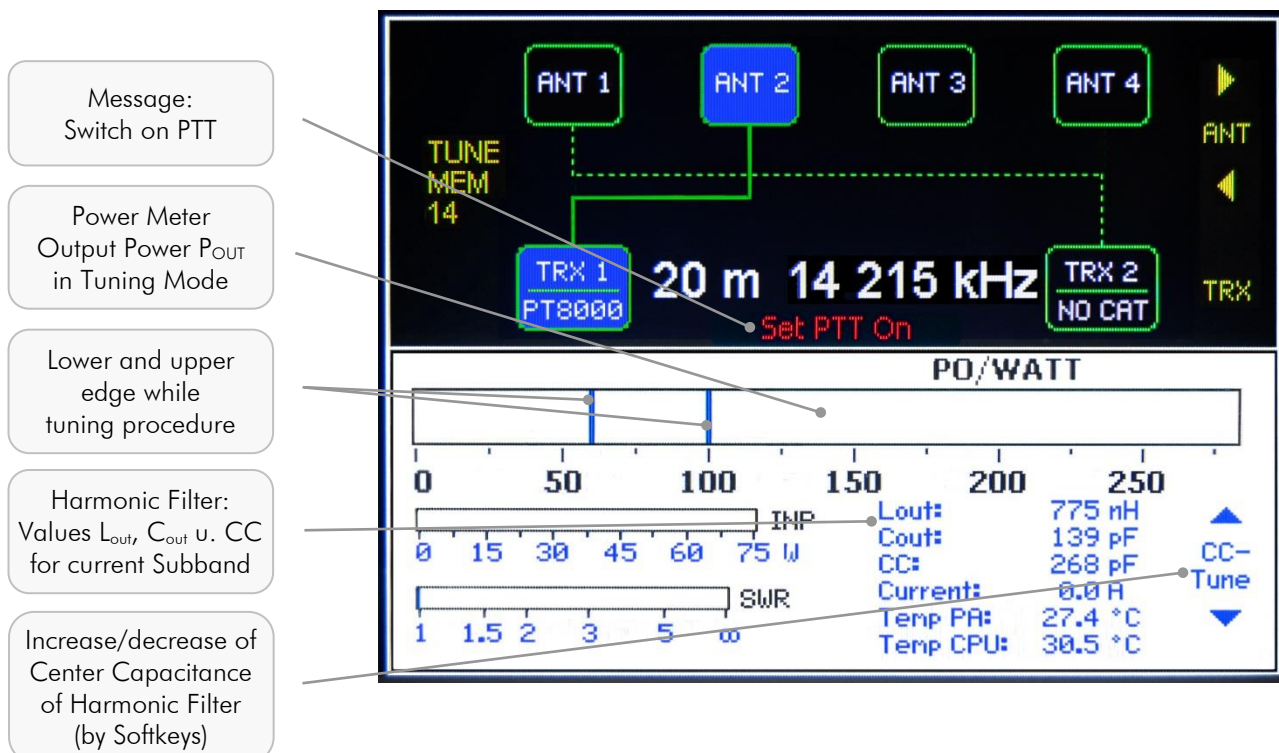 Message:
Switch on PTT
Power Meter
Output Power POUT
in Tuning Mode
Lower and upper
edge while
tuning procedure
Harmonic Filter:
Values Lout, Cout u. CC
for current Subband
Increase/decrease of
Center Capacitance
of Harmonic Filter
(by Softkeys)
ANT 1 ANT 2 ANT 3 ANT 4
ANT
TUNE
MEM
14
TRX 1
PT8000
20 m 14 215 kHz
TRX 2
NO CAT
TRX
Set PTT On
PO/WATT
0 50 100 150 200 250
INP
0 15 30 45 60 75 W
SWR
1 1.5 2 3 5 ∞
Lout: 775 nH
Cout: 139 pF
CC: 268 pF
Current: 0.0 A
Temp PA: 27.4 °C
Temp CPU: 30.5 °C
CC-
Tune